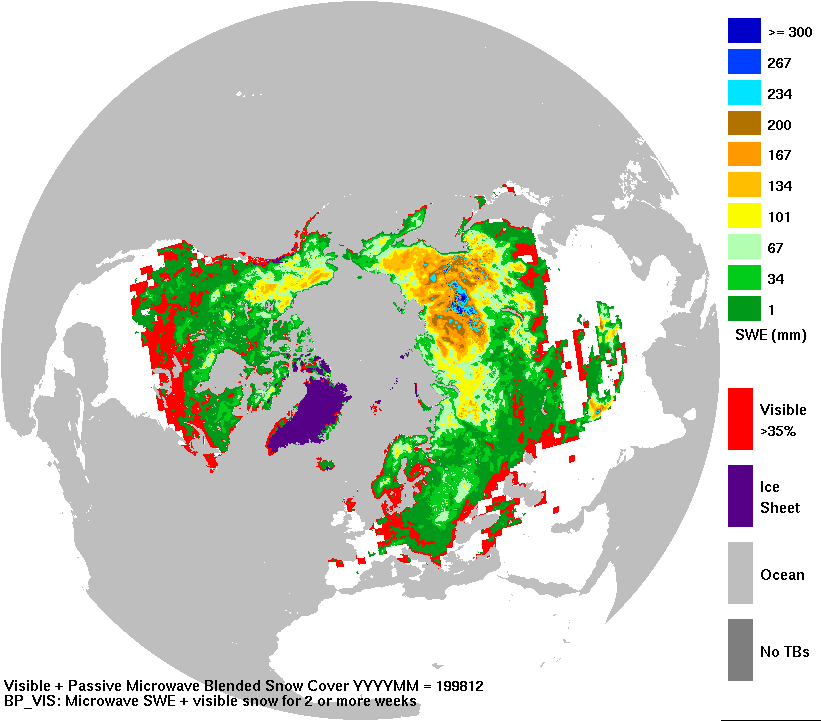 >= 300
267
234
200
167
134
101
67
34
1
SWE (mm)
Visible
>35%
Ice
Sheet
Ocean
No TBs
Visible + Passive Microwave Blended Snow Cover YYYYMM = 199812
BP_VIS: Microwave SWE + visible snow for 2 or more weeks